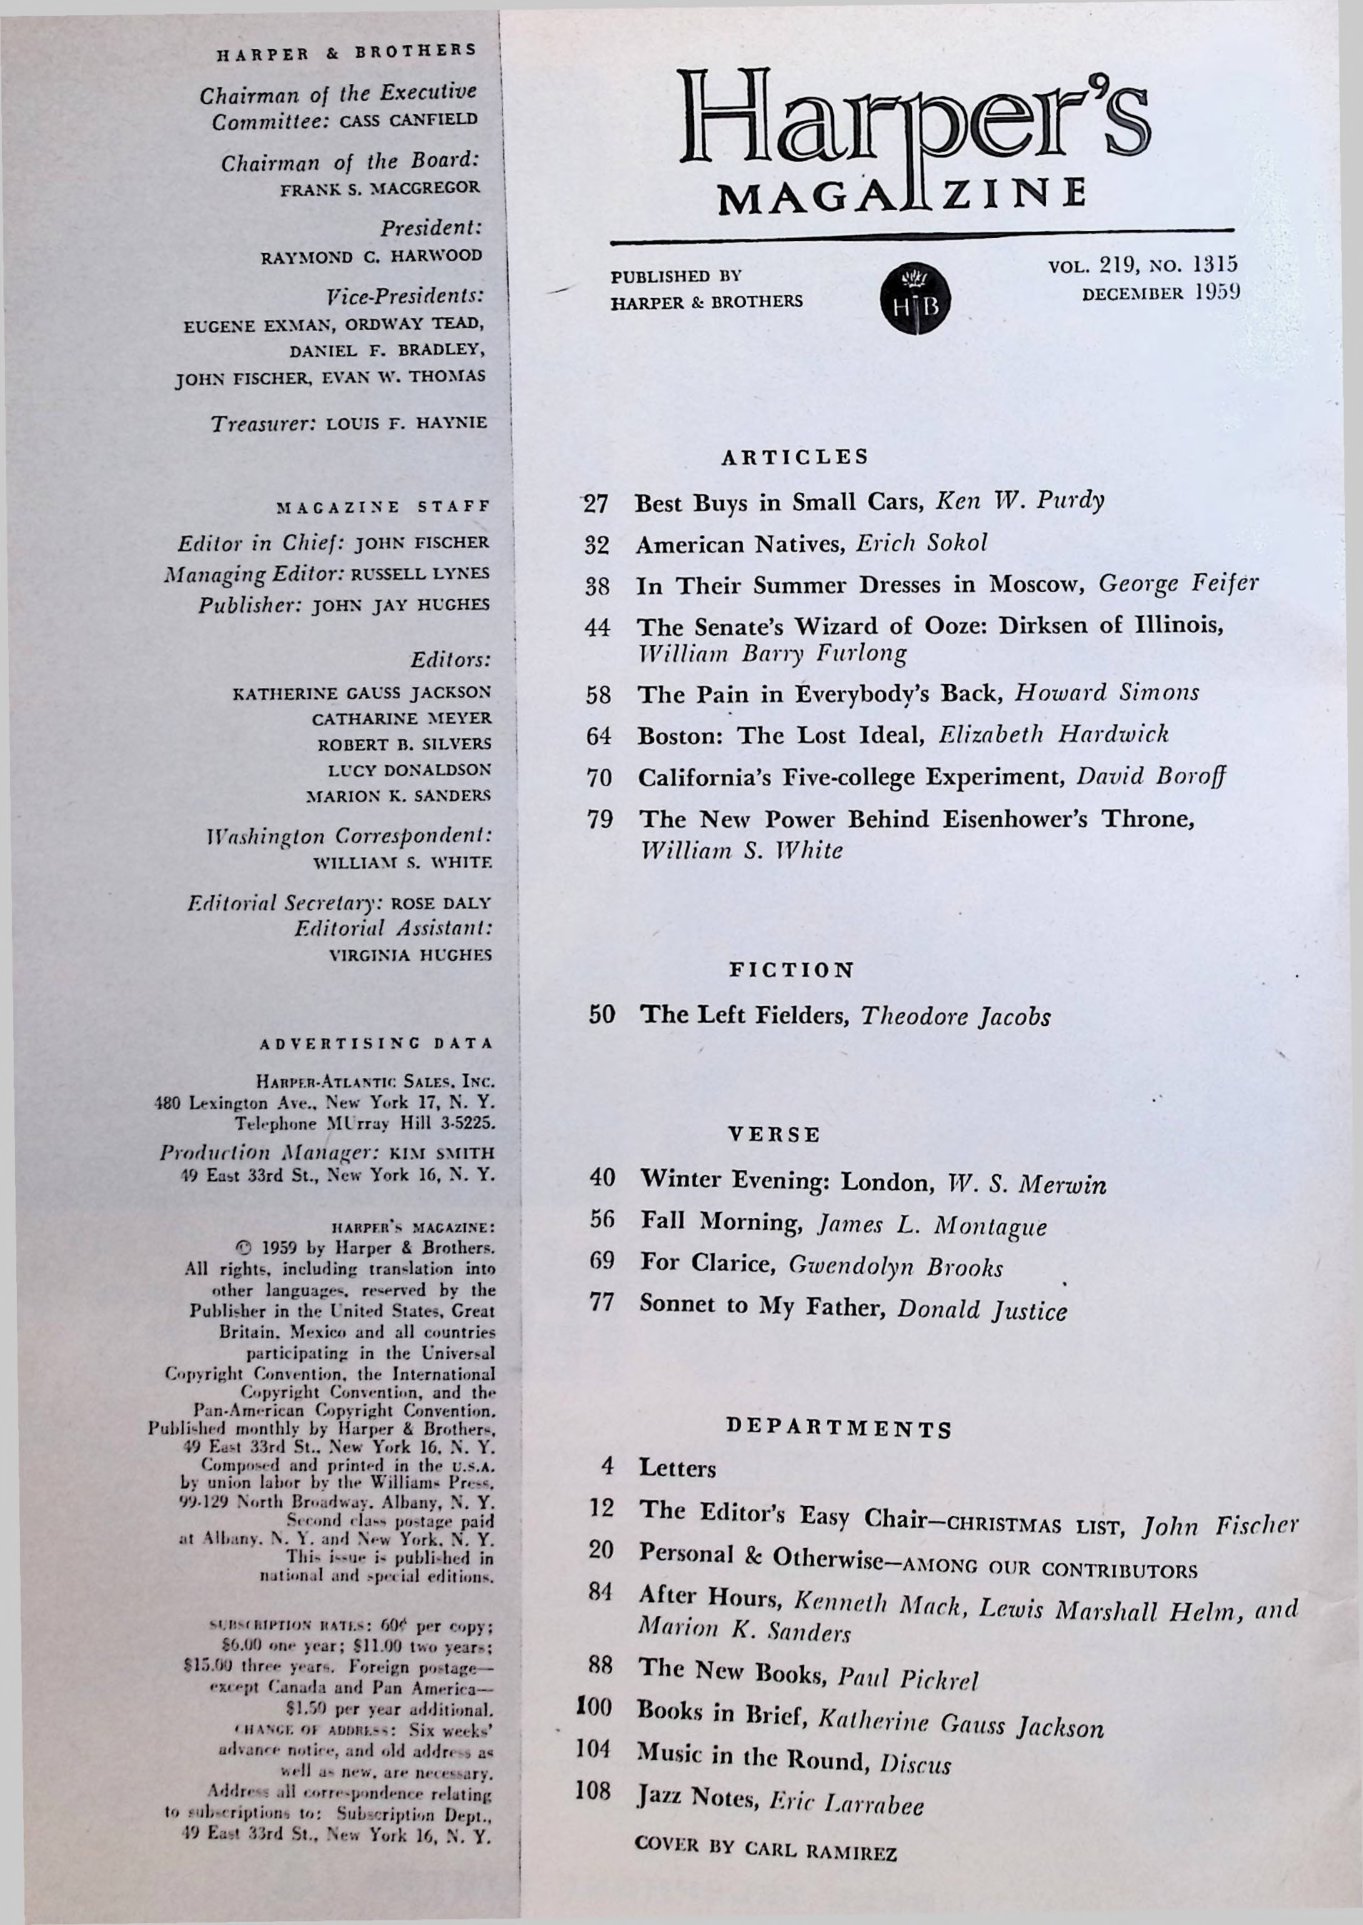 HARPER & BROTHERS
Chairman of the Executive
Committee: CASS CANFIELD
Chairman of the Board:
FRANK S. MACGREGOR
President:
RAYMOND C. HARWOOD
Vice-Presidents:
EUGENE EXMAN, ORDWAY TEAD,
DANIEL F. BRADLEY,
JOHN FISCHER, EVAN W. THOMAS
Treasurer: LOUIS F. HAYNIE
MAGAZINE STAFF
Editor in Chief: JOHN FISCHER
Managing Editor: RUSSELL LYNES
Publisher: JOHN JAY HUGHES
Editors:
KATHERINE GAUSS JACKSON
CATHARINE MEYER
ROBERT B. SILVERS
LUCY DONALDSON
MARION K. SANDERS
Washington Correspondent:
WILLIAM S. WHITE
Editorial Secretary: ROSE DALY
Editorial Assistant:
VIRGINIA HUGHES
ADVERTISING DATA
HARPER-ATLANTIC SALES, INC.
480 Lexington Ave., New York 17, N. Y.
Telephone MUrray Hill 3-5225.
Production Manager: KIM SMITH
49 East 33rd St., New York 16, N. Y.
HARPER'S MAGAZINE:
© 1959 by Harper & Brothers.
All rights, including translation into
other languages, reserved by the
Publisher in the United States, Great
Britain, Mexico and all countries
participating in the Universal
Copyright Convention, the International
Copyright Convention, and the
Pan-American Copyright Convention.
Published monthly by Harper & Brothers,
49 East 33rd St., New York 16, N. Y.
Composed and printed in the U.S.A.
by union labor by the Williams Press,
99-129 North Broadway, Albany, N. Y.
Second class postage paid
at Albany, N. Y. and New York, N. Y.
This issue is published in
national and special editions.
SUBSCRIPTION RATES: 60¢ per copy;
$6.00 one year; $11.00 two years;
$15.00 three years. Foreign postage—
except Canada and Pan America—
$1.50 per year additional.
CHANGE OF ADDRESS: Six weeks'
advance notice, and old address as
well as new, are necessary.
Address all correspondence relating
to subscriptions to: Subscription Dept.,
49 East 33rd St., New York 16, N. Y.
Harper's
MAGAZINE
PUBLISHED BY
HARPER & BROTHERS
H B
VOL. 219, NO. 1315
DECEMBER 1959
ARTICLES
27 Best Buys in Small Cars, Ken W. Purdy
32 American Natives, Erich Sokol
38 In Their Summer Dresses in Moscow, George Feifer
44 The Senate's Wizard of Ooze: Dirksen of Illinois,
William Barry Furlong
58 The Pain in Everybody's Back, Howard Simons
64 Boston: The Lost Ideal, Elizabeth Hardwick
70 California's Five-college Experiment, David Boroff
79 The New Power Behind Eisenhower's Throne,
William S. White
FICTION
50 The Left Fielders, Theodore Jacobs
VERSE
40 Winter Evening: London, W. S. Merwin
56 Fall Morning, James L. Montague
69 For Clarice, Gwendolyn Brooks
77 Sonnet to My Father, Donald Justice
DEPARTMENTS
4 Letters
12 The Editor's Easy Chair—CHRISTMAS LIST, John Fischer
20 Personal & Otherwise—AMONG OUR CONTRIBUTORS
84 After Hours, Kenneth Mack, Lewis Marshall Helm, and
Marion K. Sanders
88 The New Books, Paul Pickrel
100 Books in Brief, Katherine Gauss Jackson
104 Music in the Round, Discus
108 Jazz Notes, Eric Larrabee
COVER BY CARL RAMIREZ